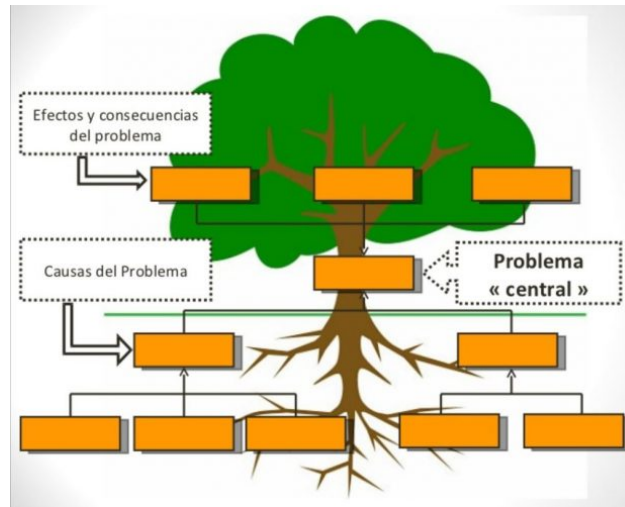 Efectos y consecuencias
del problema
Causas del Problema
Problema
« central »